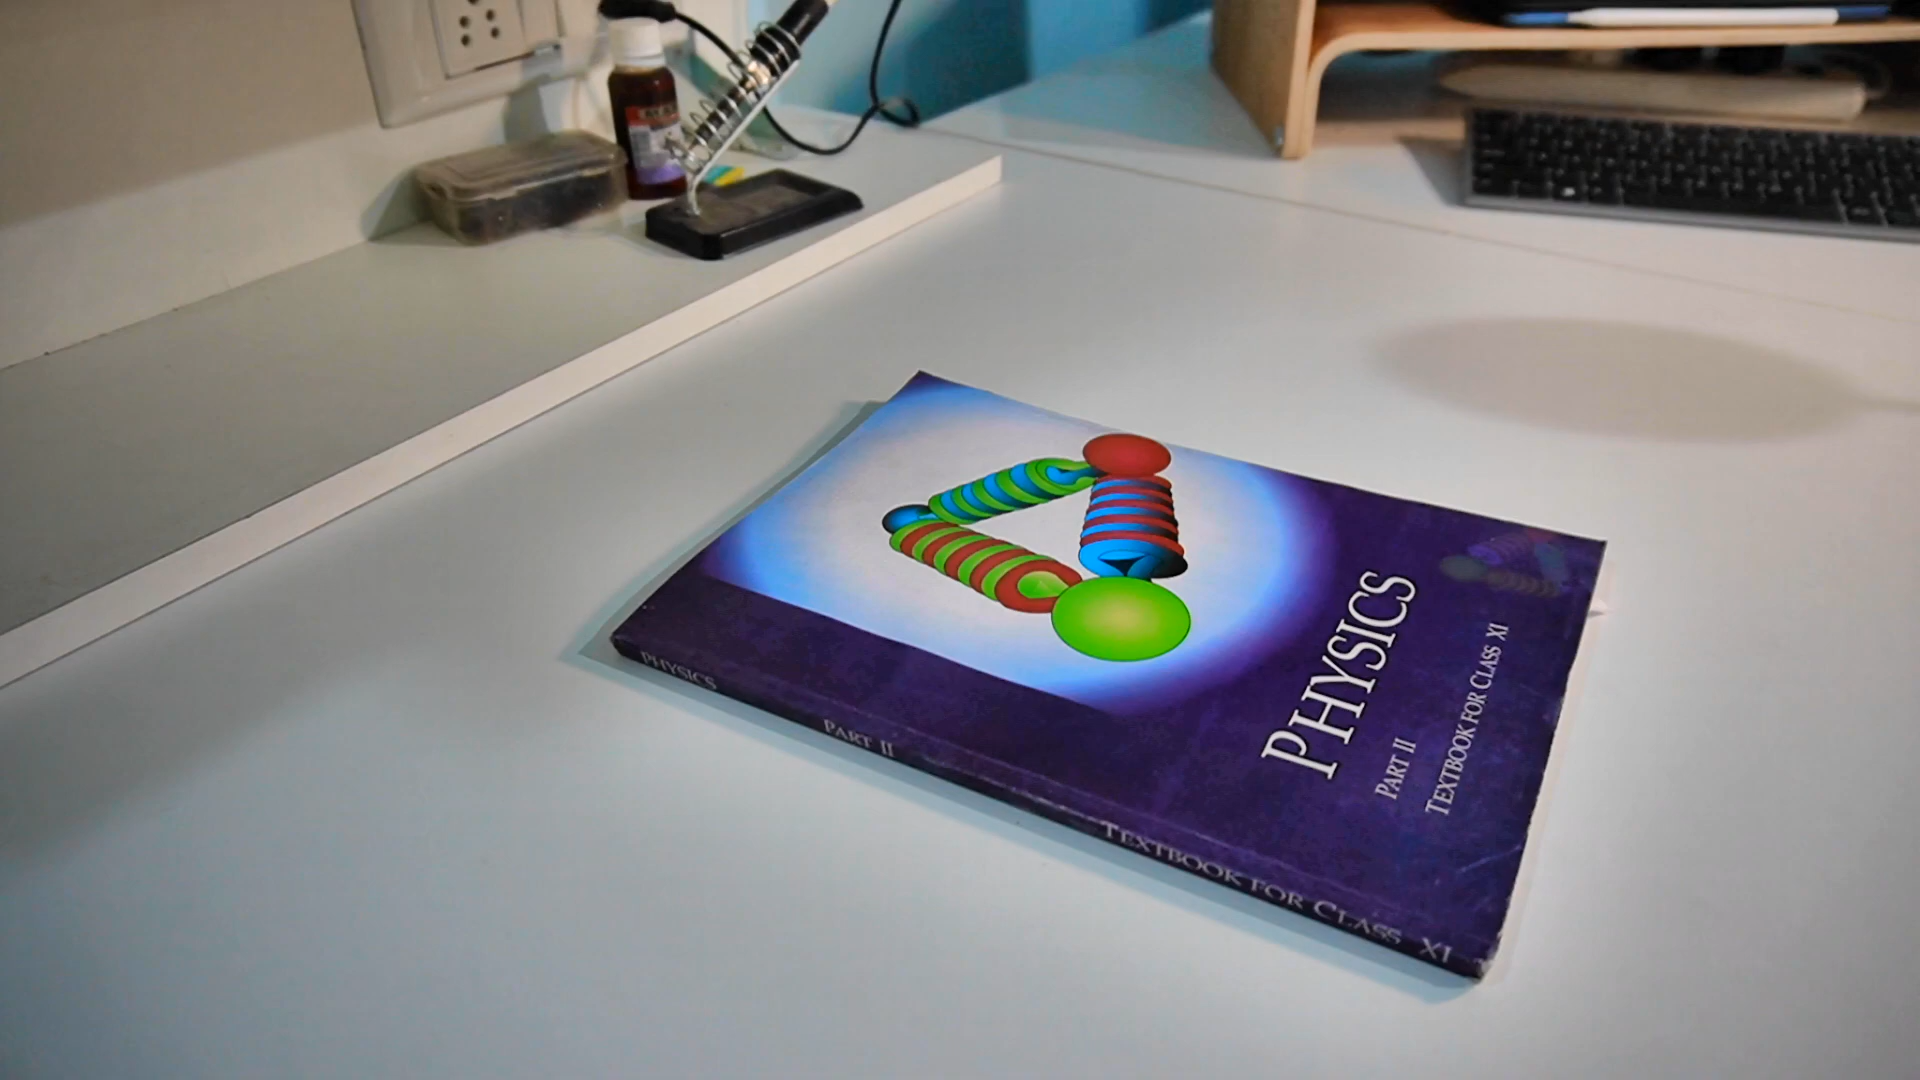 PHYSICS
PART II
TEXTBOOK FOR CLASS XI
PHYSICS PART II TEXTBOOK FOR CLASS XI